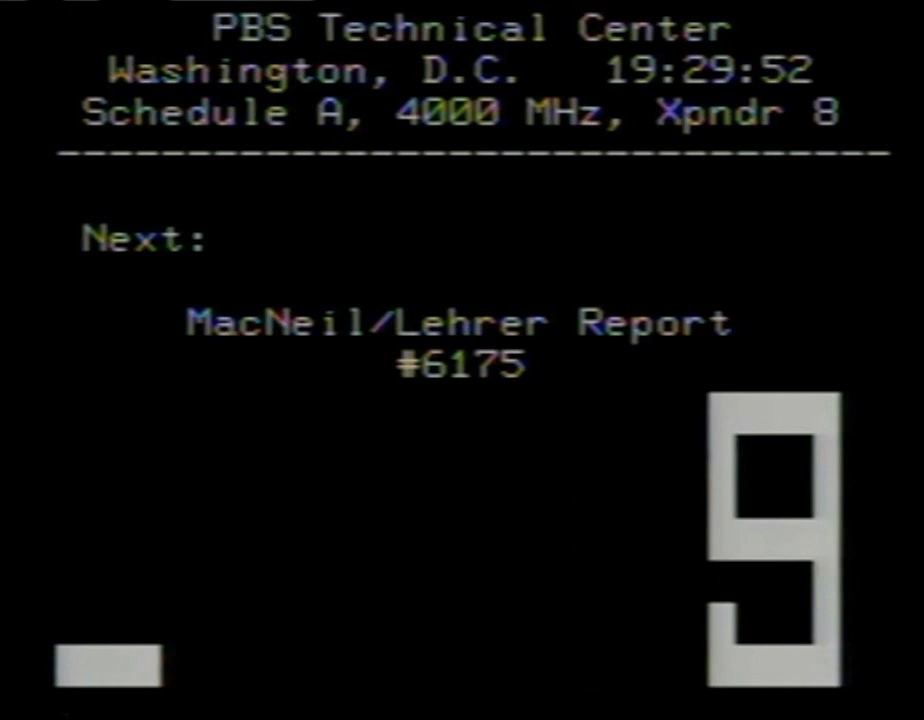 PBS Technical Center
Washington, D.C. 19:29:52
Schedule A, 4000 MHz, Xpndr 8
--------------------------------
Next:
MacNeil/Lehrer Report
#6175
9